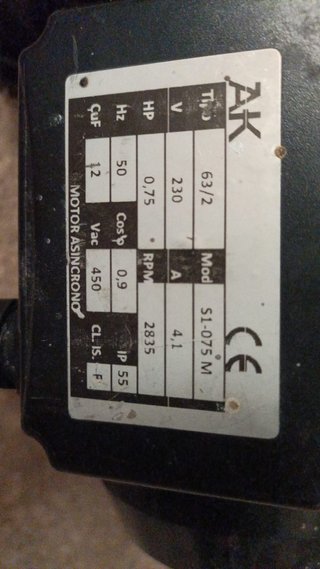 AK
CE
Tipo 63/2 Mod S1-075 M
V 230 A 4,1
HP 0,75 RPM 2835
Hz 50 Cosφ 0,9 IP 55
CuF 12 Vac 450 CL. IS. F
MOTOR ASINCRONO